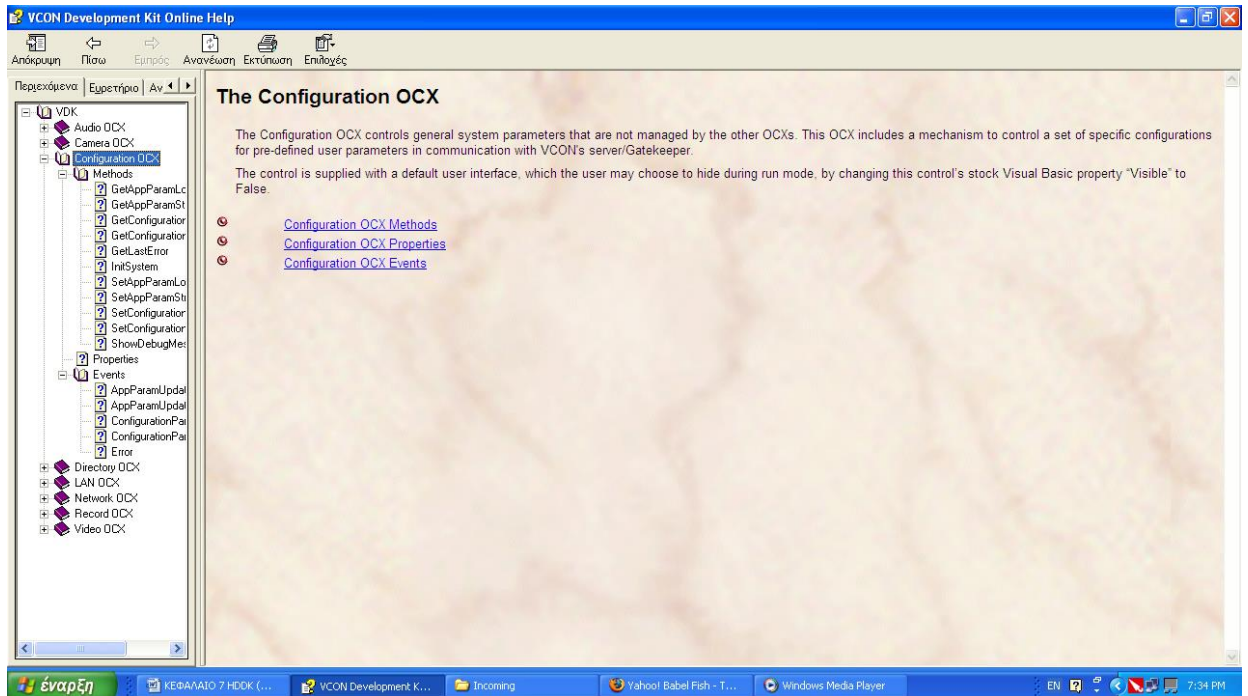 VCON Development Kit Online Help
Απόκρυψη Πίσω Εμπρός Ανανέωση Εκτύπωση Επιλογές
Περιεχόμενα Ευρετήριο Αν
VDK
Audio OCX
Camera OCX
Configuration OCX
Methods
GetAppParamLo
GetAppParamSt
GetConfiguration
GetConfiguration
GetLastError
InitSystem
SetAppParamLo
SetAppParamStr
SetConfiguration
SetConfiguration
ShowDebugMes
Properties
Events
AppParamUpdat
AppParamUpdat
ConfigurationPar
ConfigurationPar
Error
Directory OCX
LAN OCX
Network OCX
Record OCX
Video OCX
The Configuration OCX
The Configuration OCX controls general system parameters that are not managed by the other OCXs. This OCX includes a mechanism to control a set of specific configurations
for pre-defined user parameters in communication with VCON's server/Gatekeeper.
The control is supplied with a default user interface, which the user may choose to hide during run mode, by changing this control's stock Visual Basic property “Visible” to
False.
Configuration OCX Methods
Configuration OCX Properties
Configuration OCX Events
έναρξη ΚΕΦΑΛΑΙΟ 7 HDDK (... VCON Development K... Incoming Yahoo! Babel Fish - T... Windows Media Player EN 7:34 PM